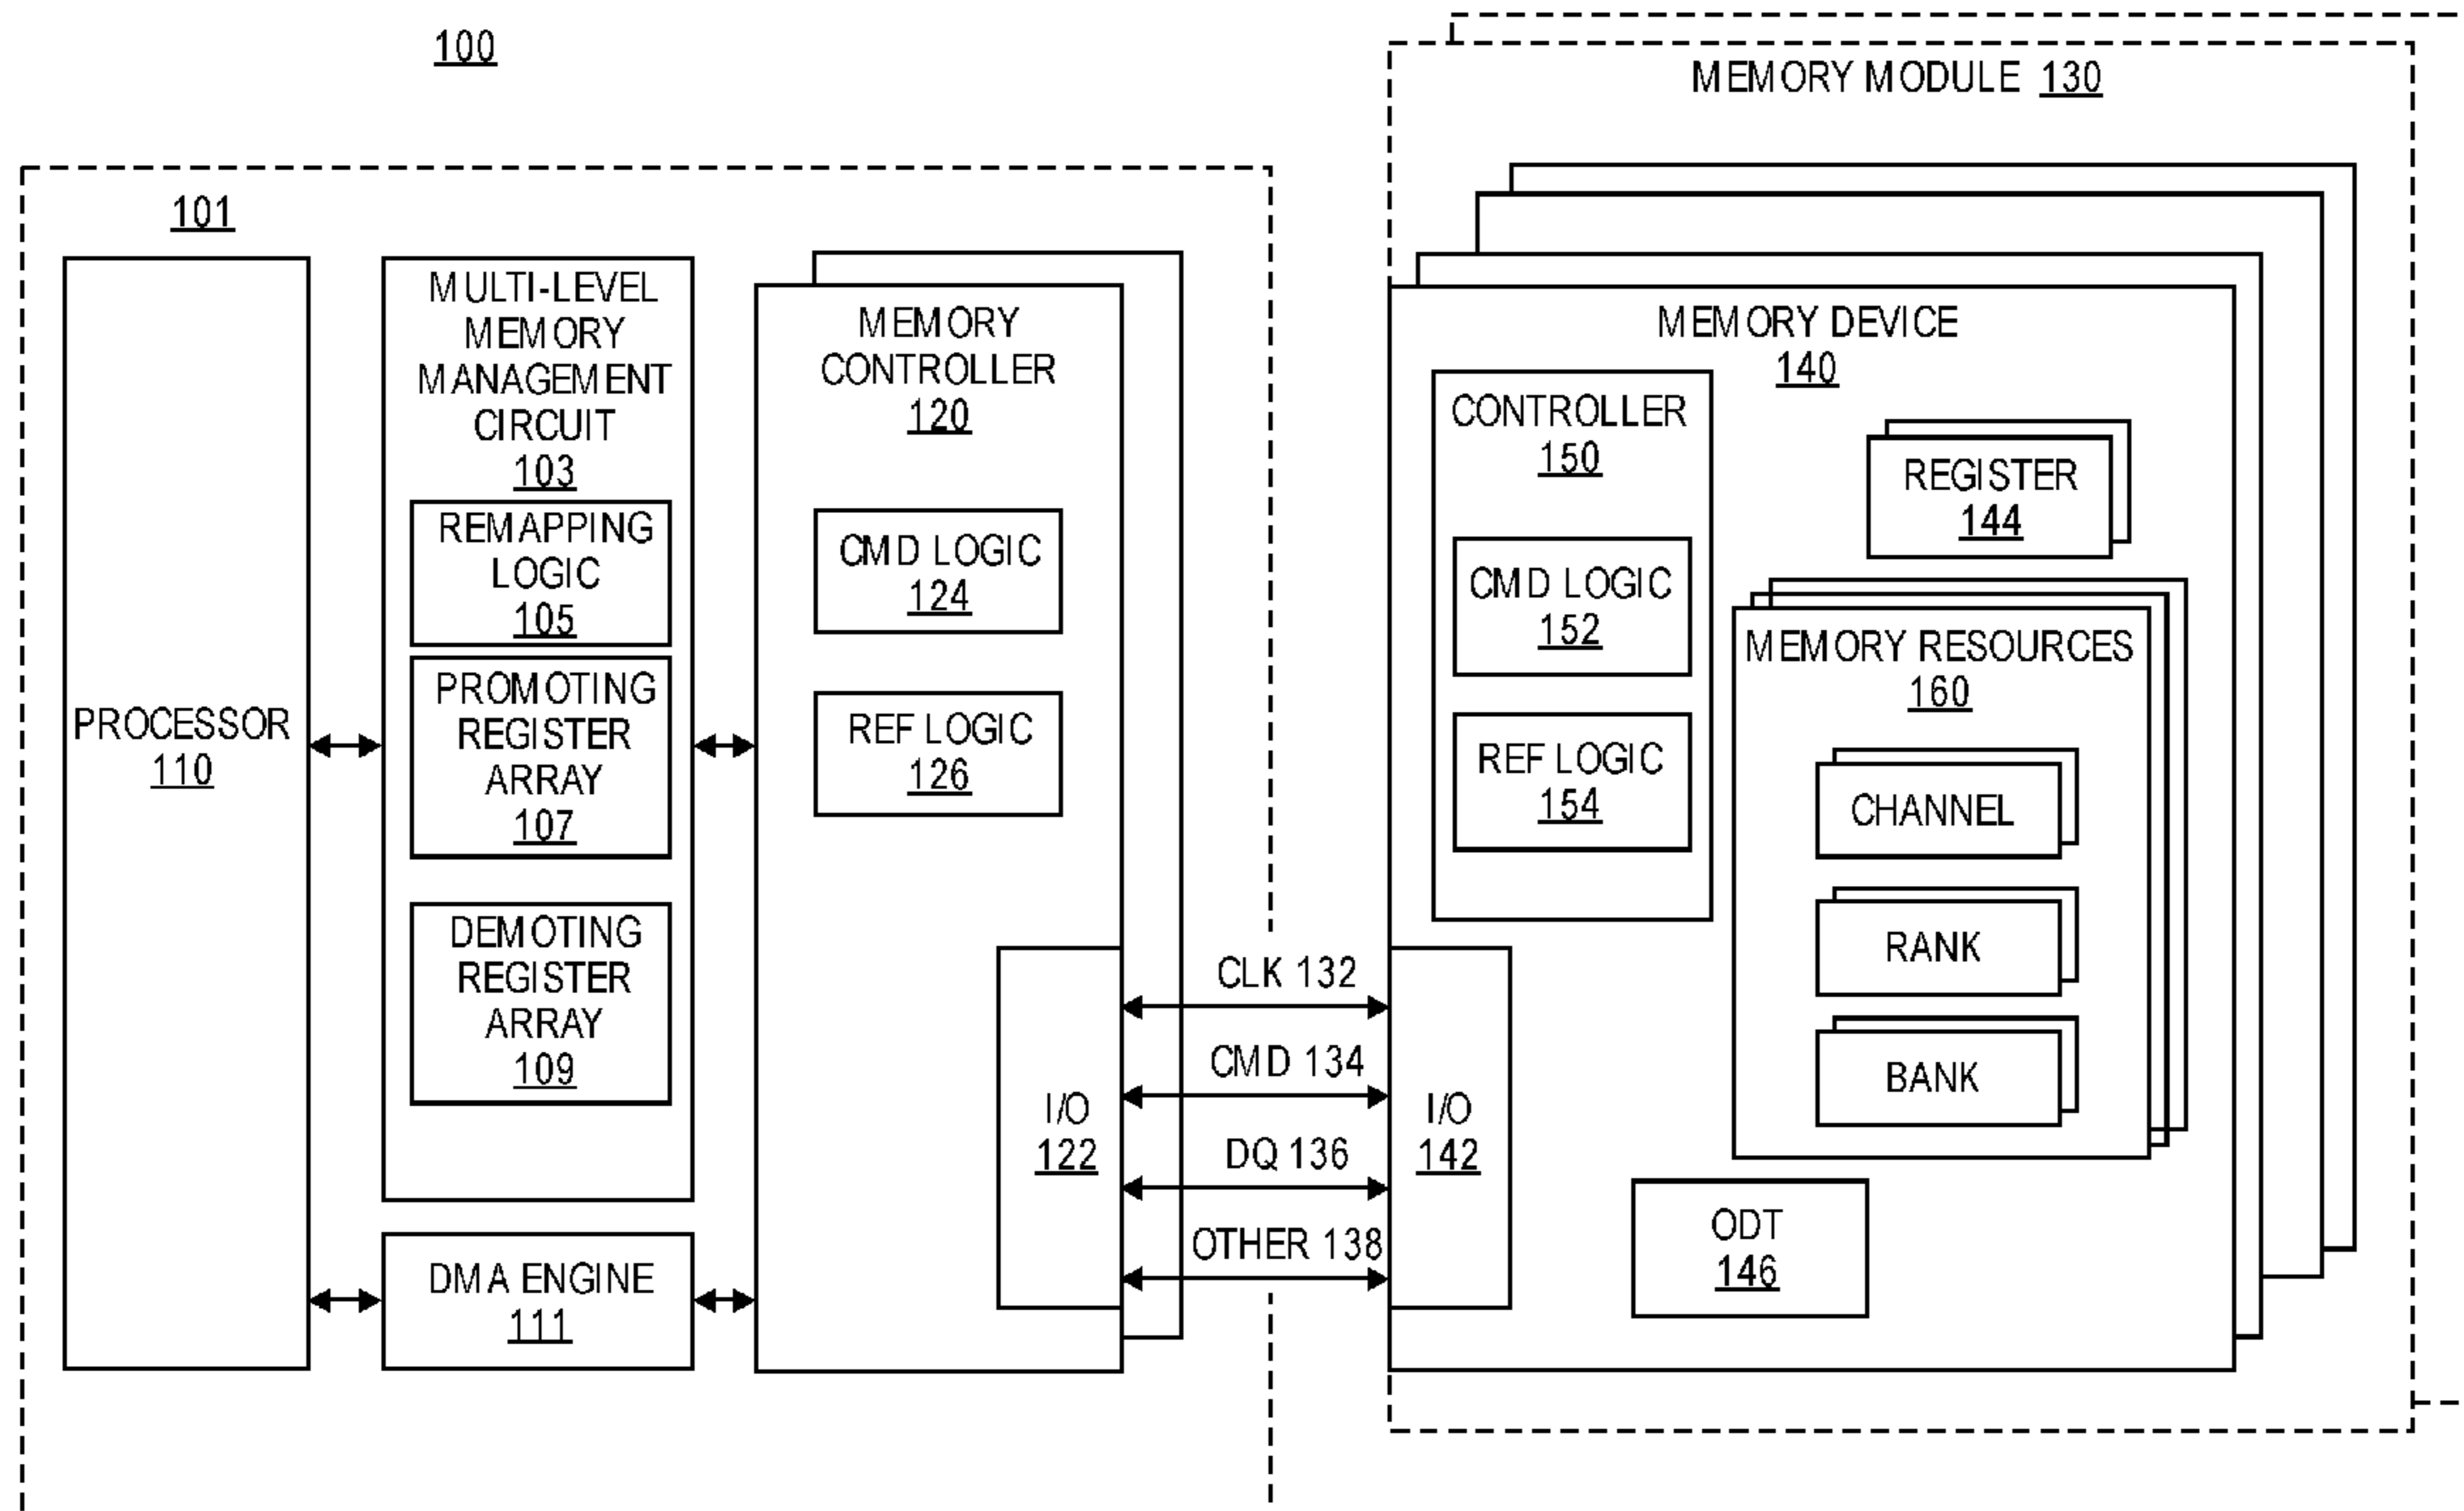 100
101
PROCESSOR
110
MULTI-LEVEL
MEMORY
MANAGEMENT
CIRCUIT
103
REMAPPING
LOGIC
105
PROMOTING
REGISTER
ARRAY
107
DEMOTING
REGISTER
ARRAY
109
DMA ENGINE
111
MEMORY
CONTROLLER
120
CMD LOGIC
124
REF LOGIC
126
I/O
122
CLK 132
CMD 134
DQ 136
OTHER 138
MEMORY MODULE 130
MEMORY DEVICE
140
CONTROLLER
150
CMD LOGIC
152
REF LOGIC
154
REGISTER
144
MEMORY RESOURCES
160
CHANNEL
RANK
BANK
I/O
142
ODT
146